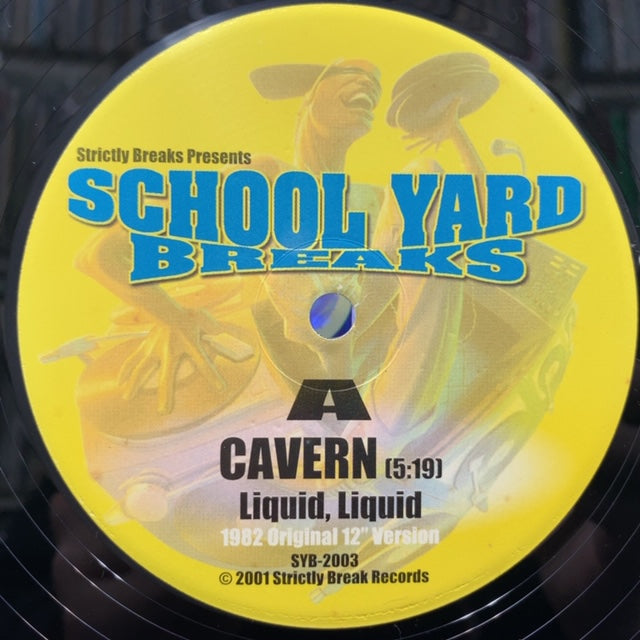 Strictly Breaks Presents
SCHOOL YARD
BREAKS
A
CAVERN (5:19)
Liquid, Liquid
1982 Original 12" Version
SYB-2003
© 2001 Strictly Break Records